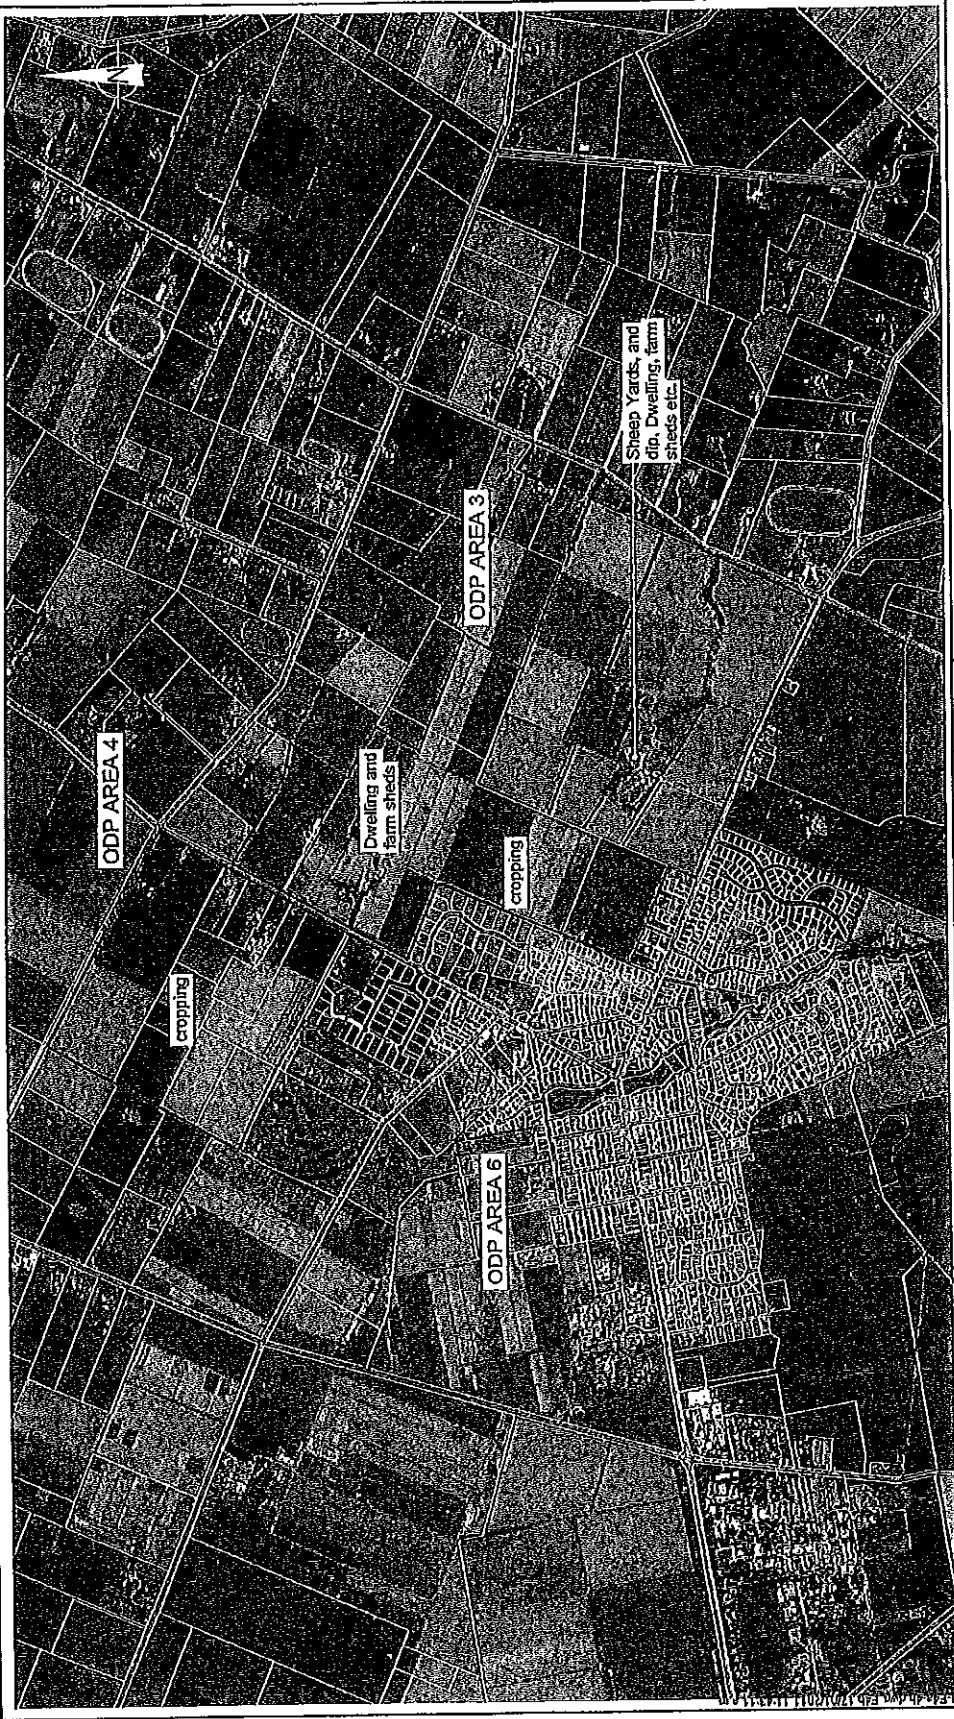 ODP AREA 4
N
cropping
Dwelling and
farm sheds
ODP AREA 6
cropping
ODP AREA 3
Sheep Yards, and
dip, Dwelling, farm
sheds etc.